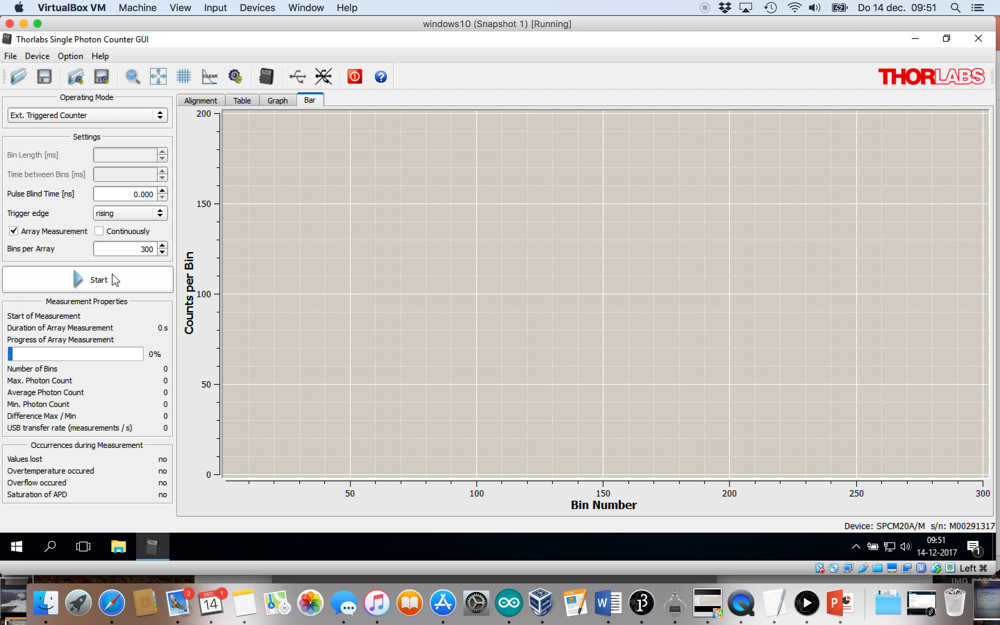 VirtualBox VM Machine View Input Devices Window Help Do 14 dec. 09:51
windows10 (Snapshot 1) [Running]
Thorlabs Single Photon Counter GUI
File Device Option Help
CLEAR
THORLABS
Operating Mode
Ext. Triggered Counter
Settings
Bin Length [ms]
Time between Bins [ms]
Pulse Blind Time [ns] 0.000
Trigger edge rising
Array Measurement Continuously
Bins per Array 300
Start
Measurement Properties
Start of Measurement
Duration of Array Measurement 0 s
Progress of Array Measurement
0%
Number of Bins 0
Max. Photon Count 0
Average Photon Count 0
Min. Photon Count 0
Difference Max / Min 0
USB transfer rate (measurements / s) 0
Occurrences during Measurement
Values lost no
Overtemperature occured no
Overflow occured no
Saturation of APD no
Alignment Table Graph Bar
200
150
100
50
0
Counts per Bin
50 100 150 200 250 300
Bin Number
Device: SPCM20A/M s/n: M00291317
09:51
14-12-2017
1
Left ⌘
2
DEC. 1
14
3D
PAGES
W
P
10